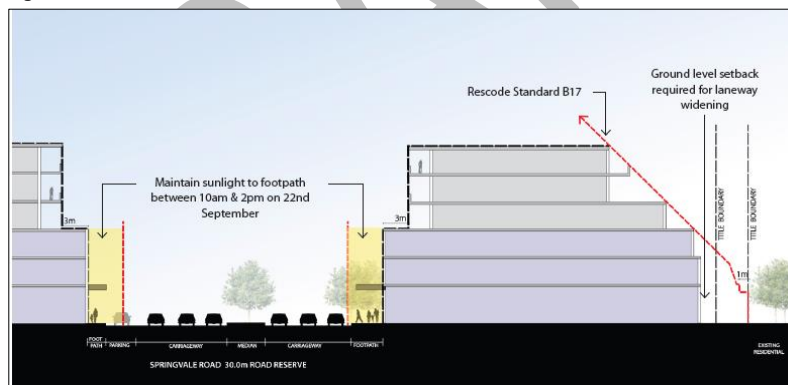 Rescode Standard B17
Ground level setback
required for laneway
widening
Maintain sunlight to footpath
between 10am & 2pm on 22nd
September
3m
3m
TITLE BOUNDARY
TITLE BOUNDARY
1m
FOOT
PATH
PARKING
CARRIAGEWAY
MEDIAN
CARRIAGEWAY
FOOTPATH
EXISTING
RESIDENTIAL
SPRINGVALE ROAD 30.0m ROAD RESERVE